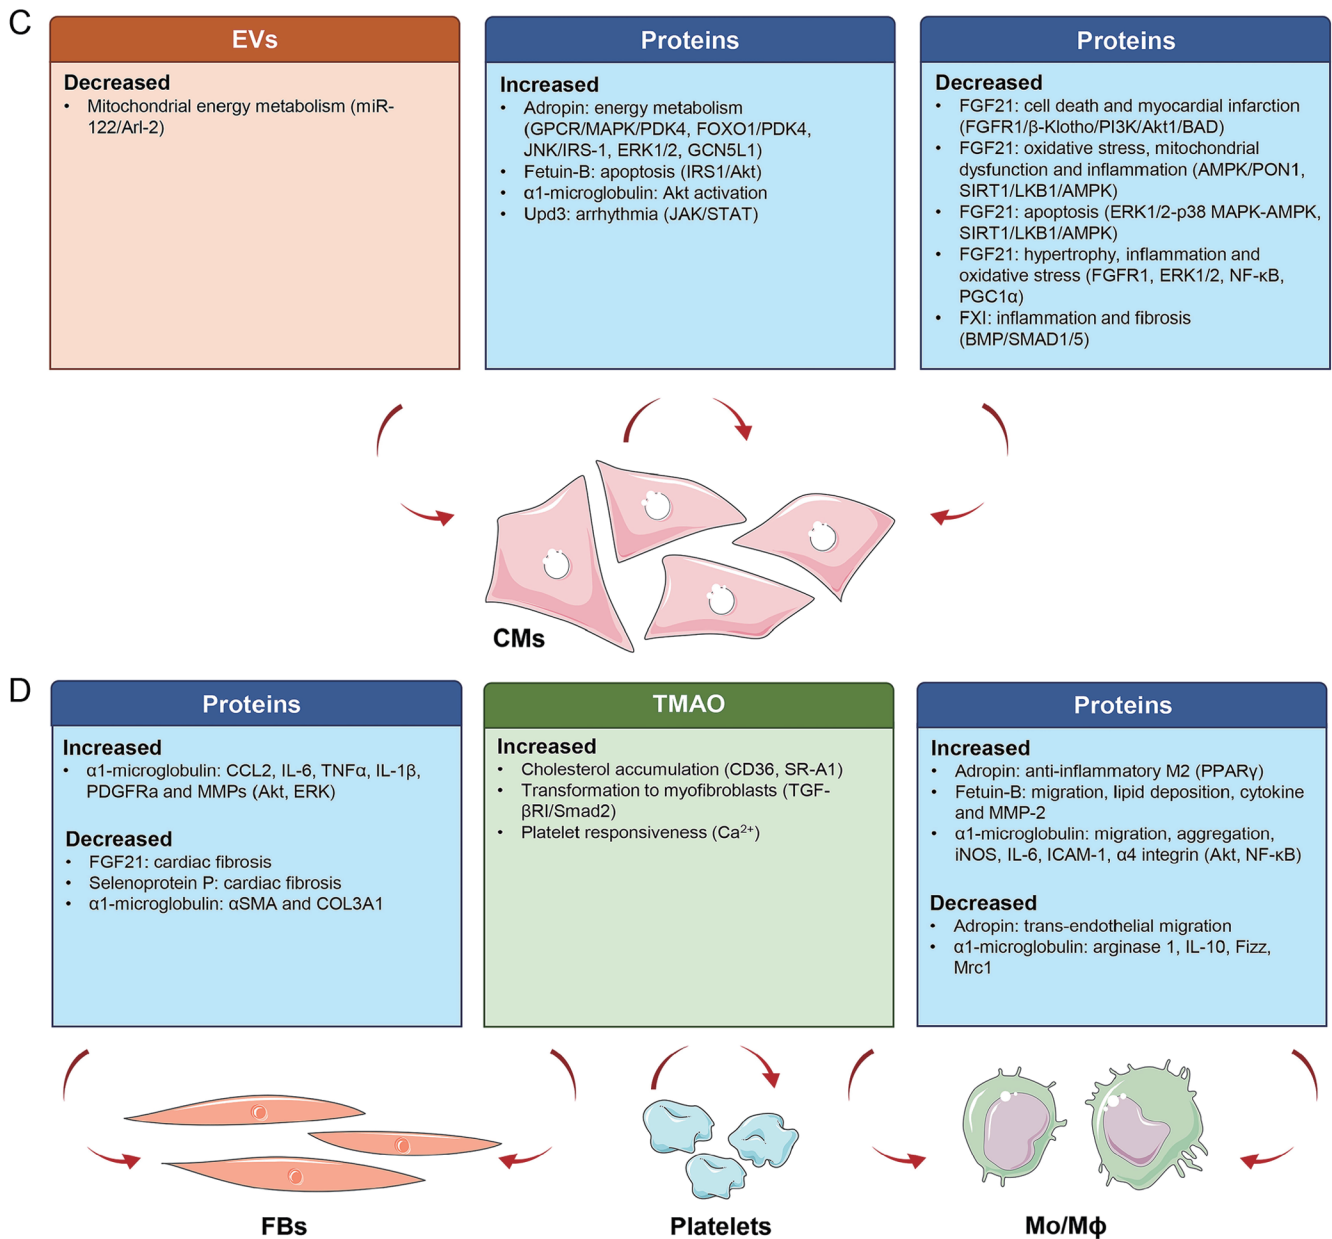 C
EVs
Decreased
• Mitochondrial energy metabolism (miR-
122/Arl-2)
Proteins
Increased
• Adropin: energy metabolism
(GPCR/MAPK/PDK4, FOXO1/PDK4,
JNK/IRS-1, ERK1/2, GCN5L1)
• Fetuin-B: apoptosis (IRS1/Akt)
• α1-microglobulin: Akt activation
• Upd3: arrhythmia (JAK/STAT)
Proteins
Decreased
• FGF21: cell death and myocardial infarction
(FGFR1/β-Klotho/PI3K/Akt1/BAD)
• FGF21: oxidative stress, mitochondrial
dysfunction and inflammation (AMPK/PON1,
SIRT1/LKB1/AMPK)
• FGF21: apoptosis (ERK1/2-p38 MAPK-AMPK,
SIRT1/LKB1/AMPK)
• FGF21: hypertrophy, inflammation and
oxidative stress (FGFR1, ERK1/2, NF-κB,
PGC1α)
• FXI: inflammation and fibrosis
(BMP/SMAD1/5)
CMs
D
Proteins
Increased
• α1-microglobulin: CCL2, IL-6, TNFα, IL-1β,
PDGFRa and MMPs (Akt, ERK)
Decreased
• FGF21: cardiac fibrosis
• Selenoprotein P: cardiac fibrosis
• α1-microglobulin: αSMA and COL3A1
TMAO
Increased
• Cholesterol accumulation (CD36, SR-A1)
• Transformation to myofibroblasts (TGF-
βRI/Smad2)
• Platelet responsiveness (Ca²⁺)
Proteins
Increased
• Adropin: anti-inflammatory M2 (PPARγ)
• Fetuin-B: migration, lipid deposition, cytokine
and MMP-2
• α1-microglobulin: migration, aggregation,
iNOS, IL-6, ICAM-1, α4 integrin (Akt, NF-κB)
Decreased
• Adropin: trans-endothelial migration
• α1-microglobulin: arginase 1, IL-10, Fizz,
Mrc1
FBs
Platelets
Mo/Mϕ